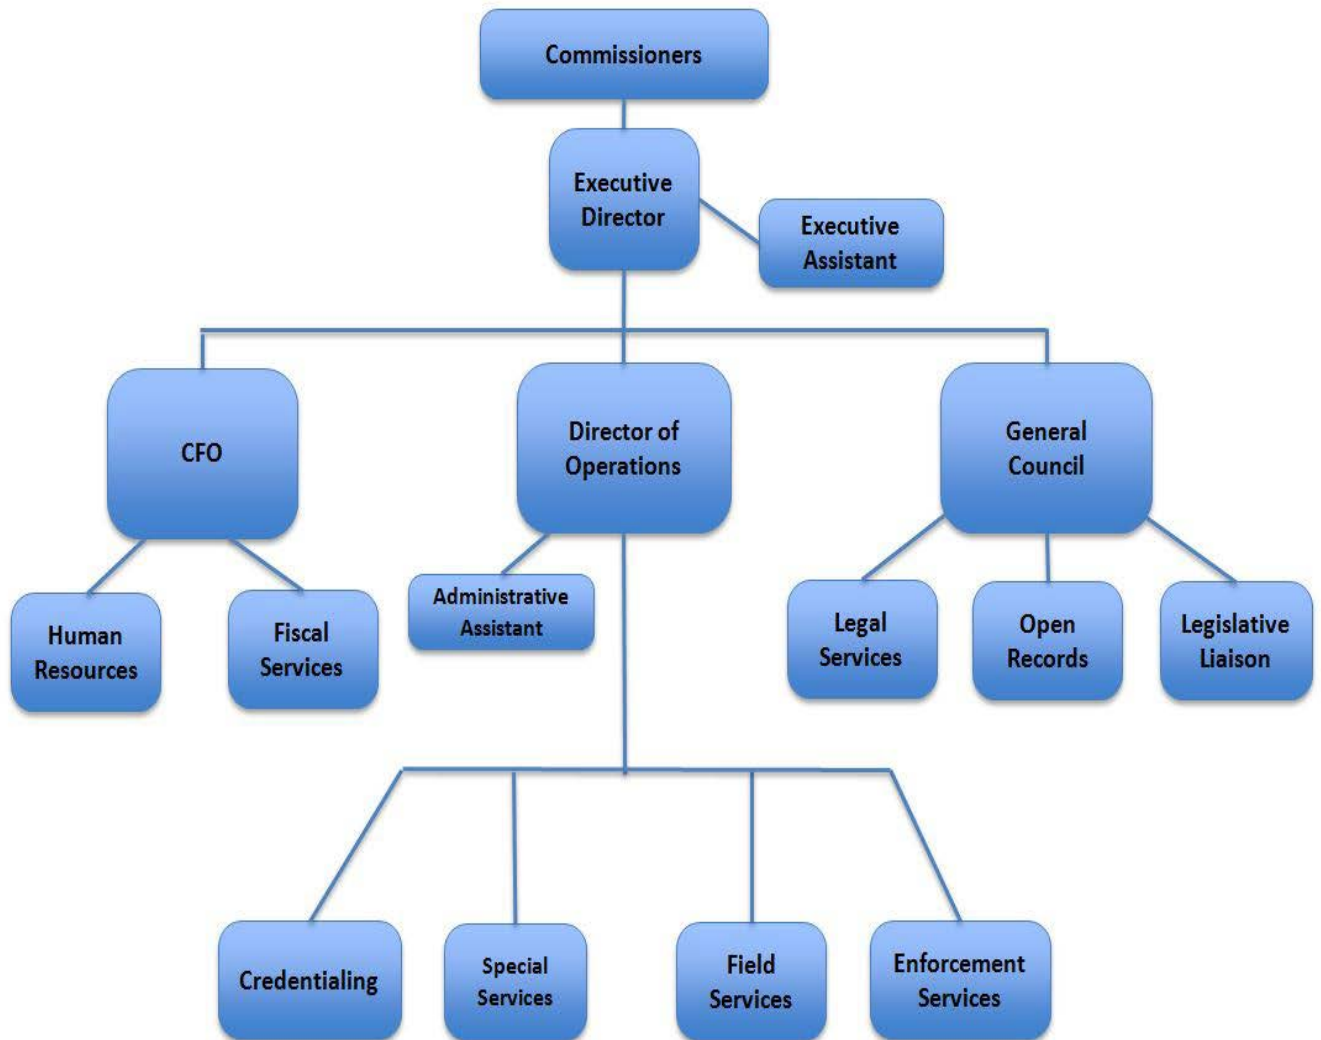 Commissioners
Executive
Director
Executive
Assistant
CFO
Director of
Operations
General
Council
Human
Resources
Fiscal
Services
Administrative
Assistant
Legal
Services
Open
Records
Legislative
Liaison
Credentialing
Special
Services
Field
Services
Enforcement
Services